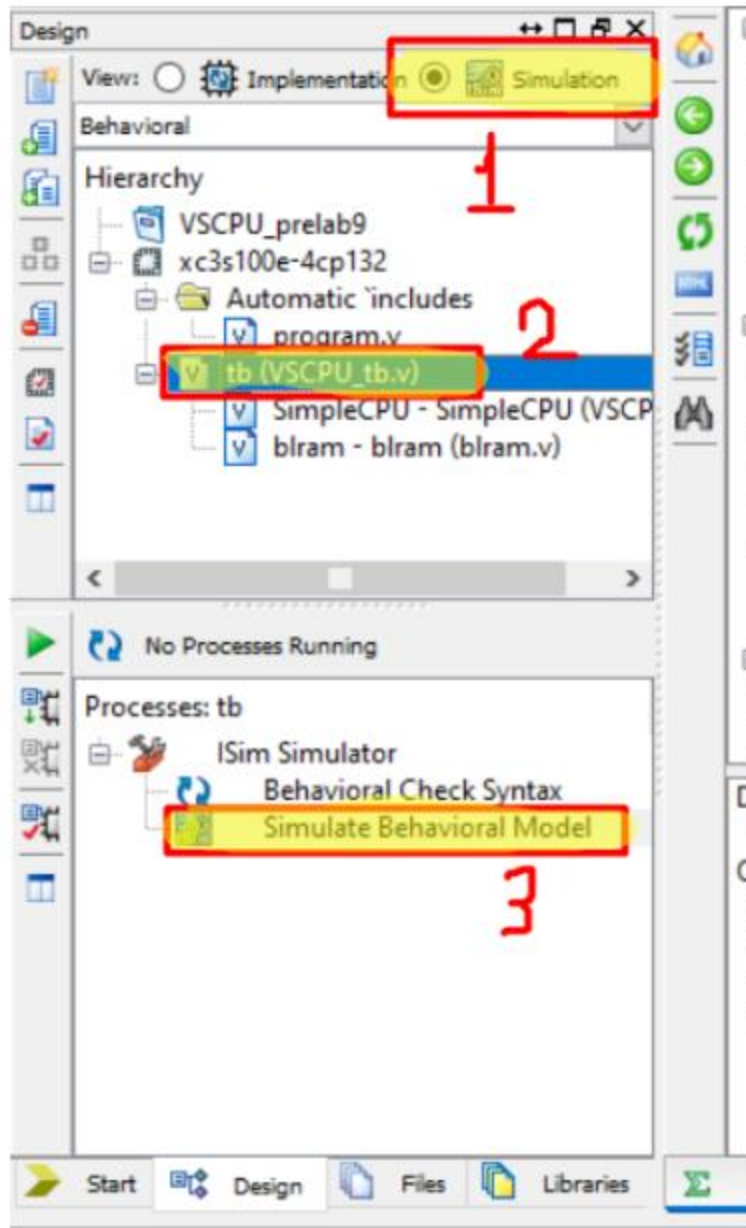 Design
View: Implementation Simulation
Behavioral
1
Hierarchy
VSCPU_prelab9
xc3s100e-4cp132
Automatic `includes
program.v
2
tb (VSCPU_tb.v)
SimpleCPU - SimpleCPU (VSCP
blram - blram (blram.v)
No Processes Running
Processes: tb
ISim Simulator
Behavioral Check Syntax
Simulate Behavioral Model
3
Start Design Files Libraries